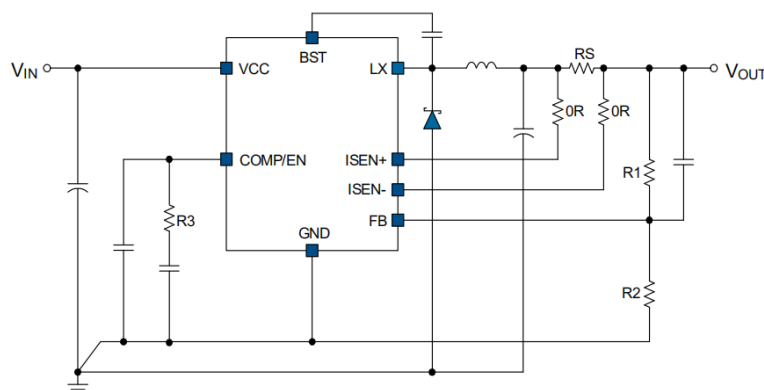 BST
RS
VIN
VCC
LX
VOUT
0R
0R
COMP/EN
ISEN+
R1
ISEN-
R3
FB
GND
R2